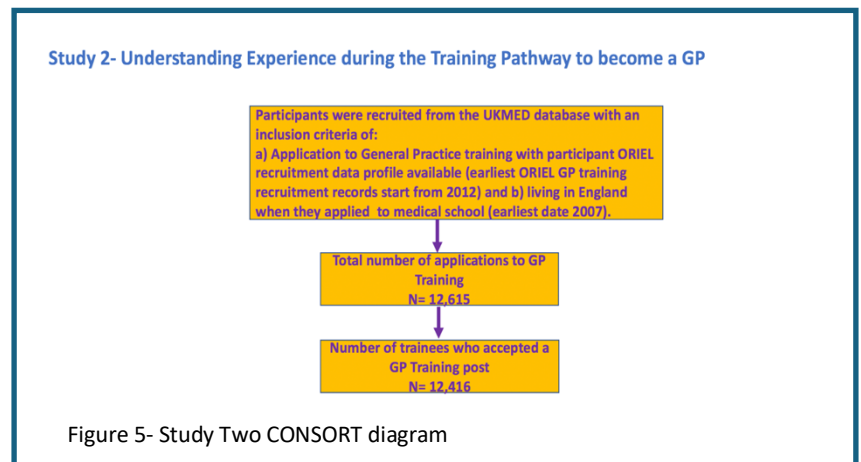 Study 2- Understanding Experience during the Training Pathway to become a GP
Participants were recruited from the UKMED database with an
inclusion criteria of:
a) Application to General Practice training with participant ORIEL
recruitment data profile available (earliest ORIEL GP training
recruitment records start from 2012) and b) living in England
when they applied to medical school (earliest date 2007).
Total number of applications to GP
Training
N= 12,615
Number of trainees who accepted a
GP Training post
N= 12,416
Figure 5- Study Two CONSORT diagram